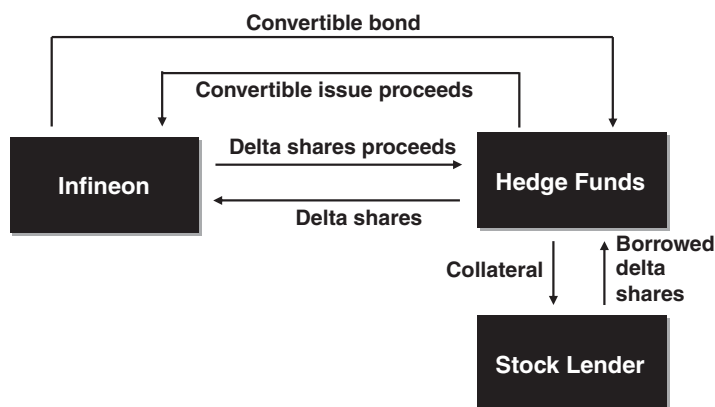 Convertible bond
Convertible issue proceeds
Infineon
Delta shares proceeds
Delta shares
Hedge Funds
Collateral
Borrowed
delta
shares
Stock Lender